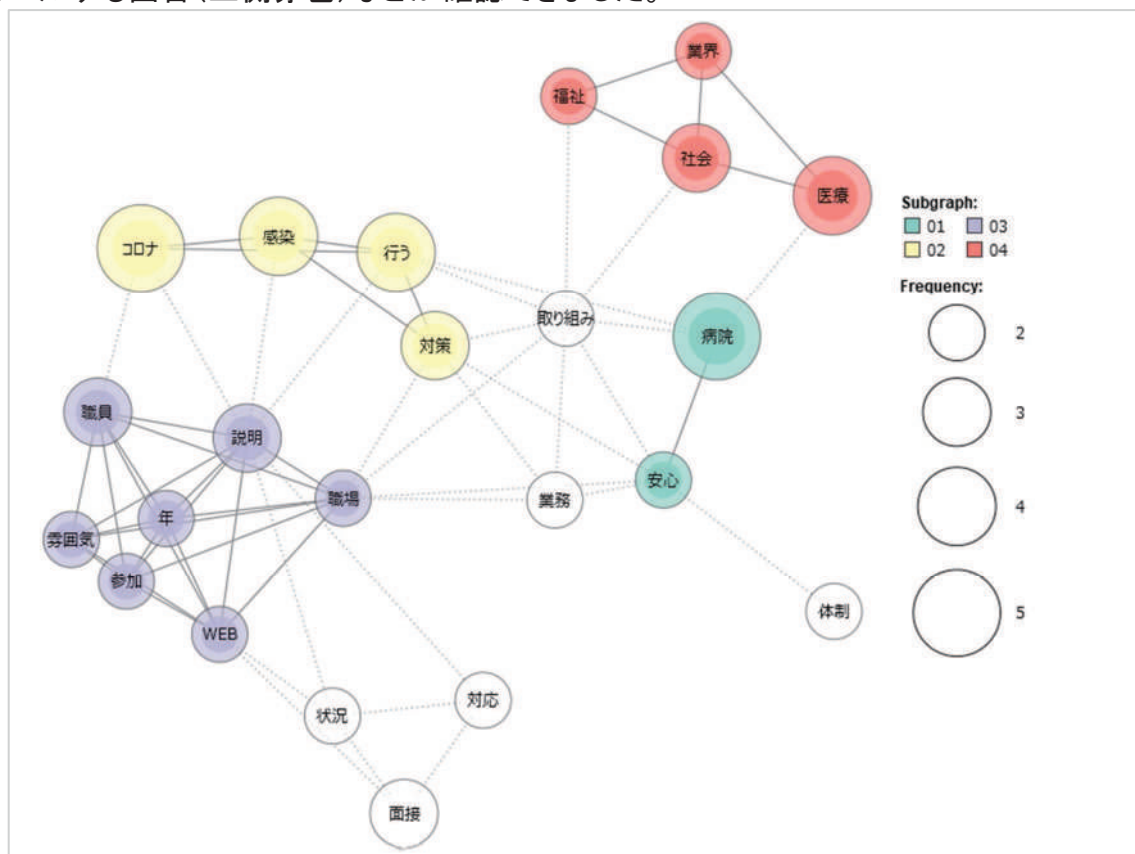 業界
福祉
社会
医療
Subgraph:
01 03
02 04
Frequency:
2
3
4
5
コロナ
感染
行う
取り組み
対策
病院
職員
説明
職場
業務
安心
年
雰囲気
参加
WEB
体制
状況
対応
面接